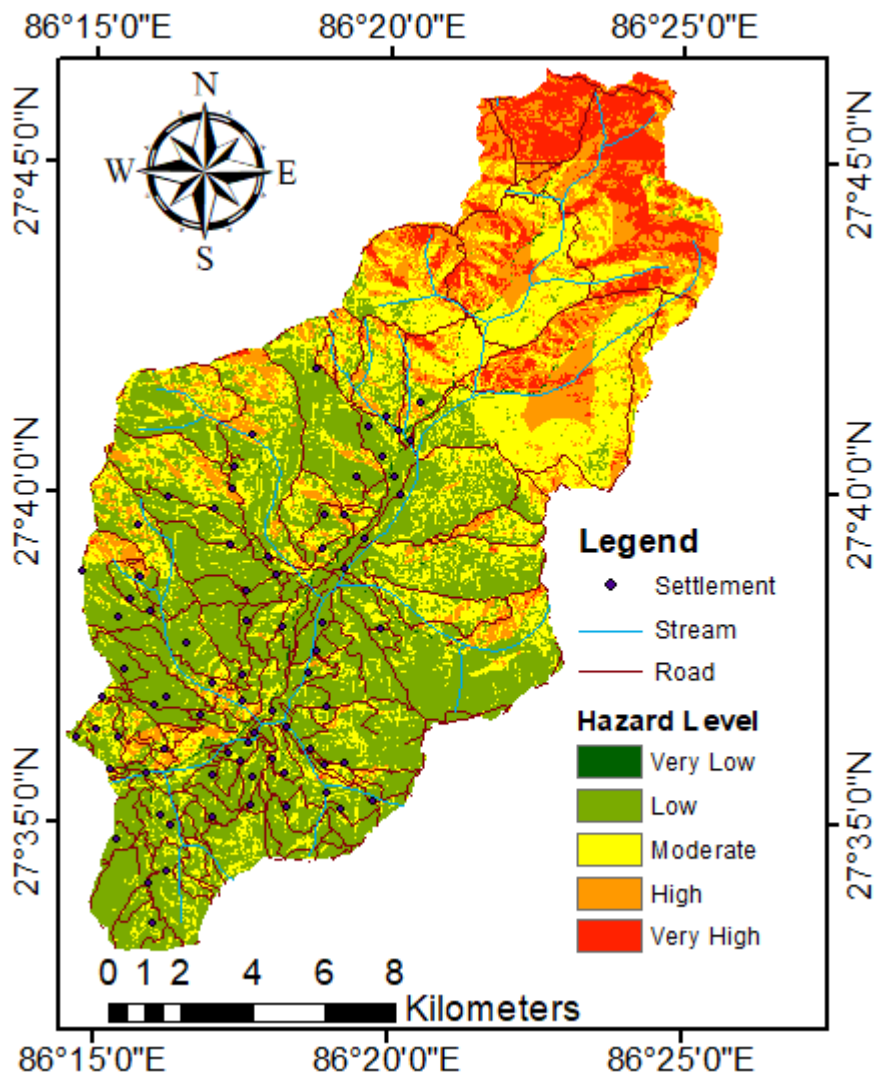 86°15'0"E 86°20'0"E 86°25'0"E
N
W E
S
27°45'0"N 27°45'0"N
27°40'0"N 27°40'0"N
Legend
Settlement
Stream
Road
Hazard Level
Very Low
Low
27°35'0"N 27°35'0"N
Moderate
High
Very High
0 1 2 4 6 8
Kilometers
86°15'0"E 86°20'0"E 86°25'0"E